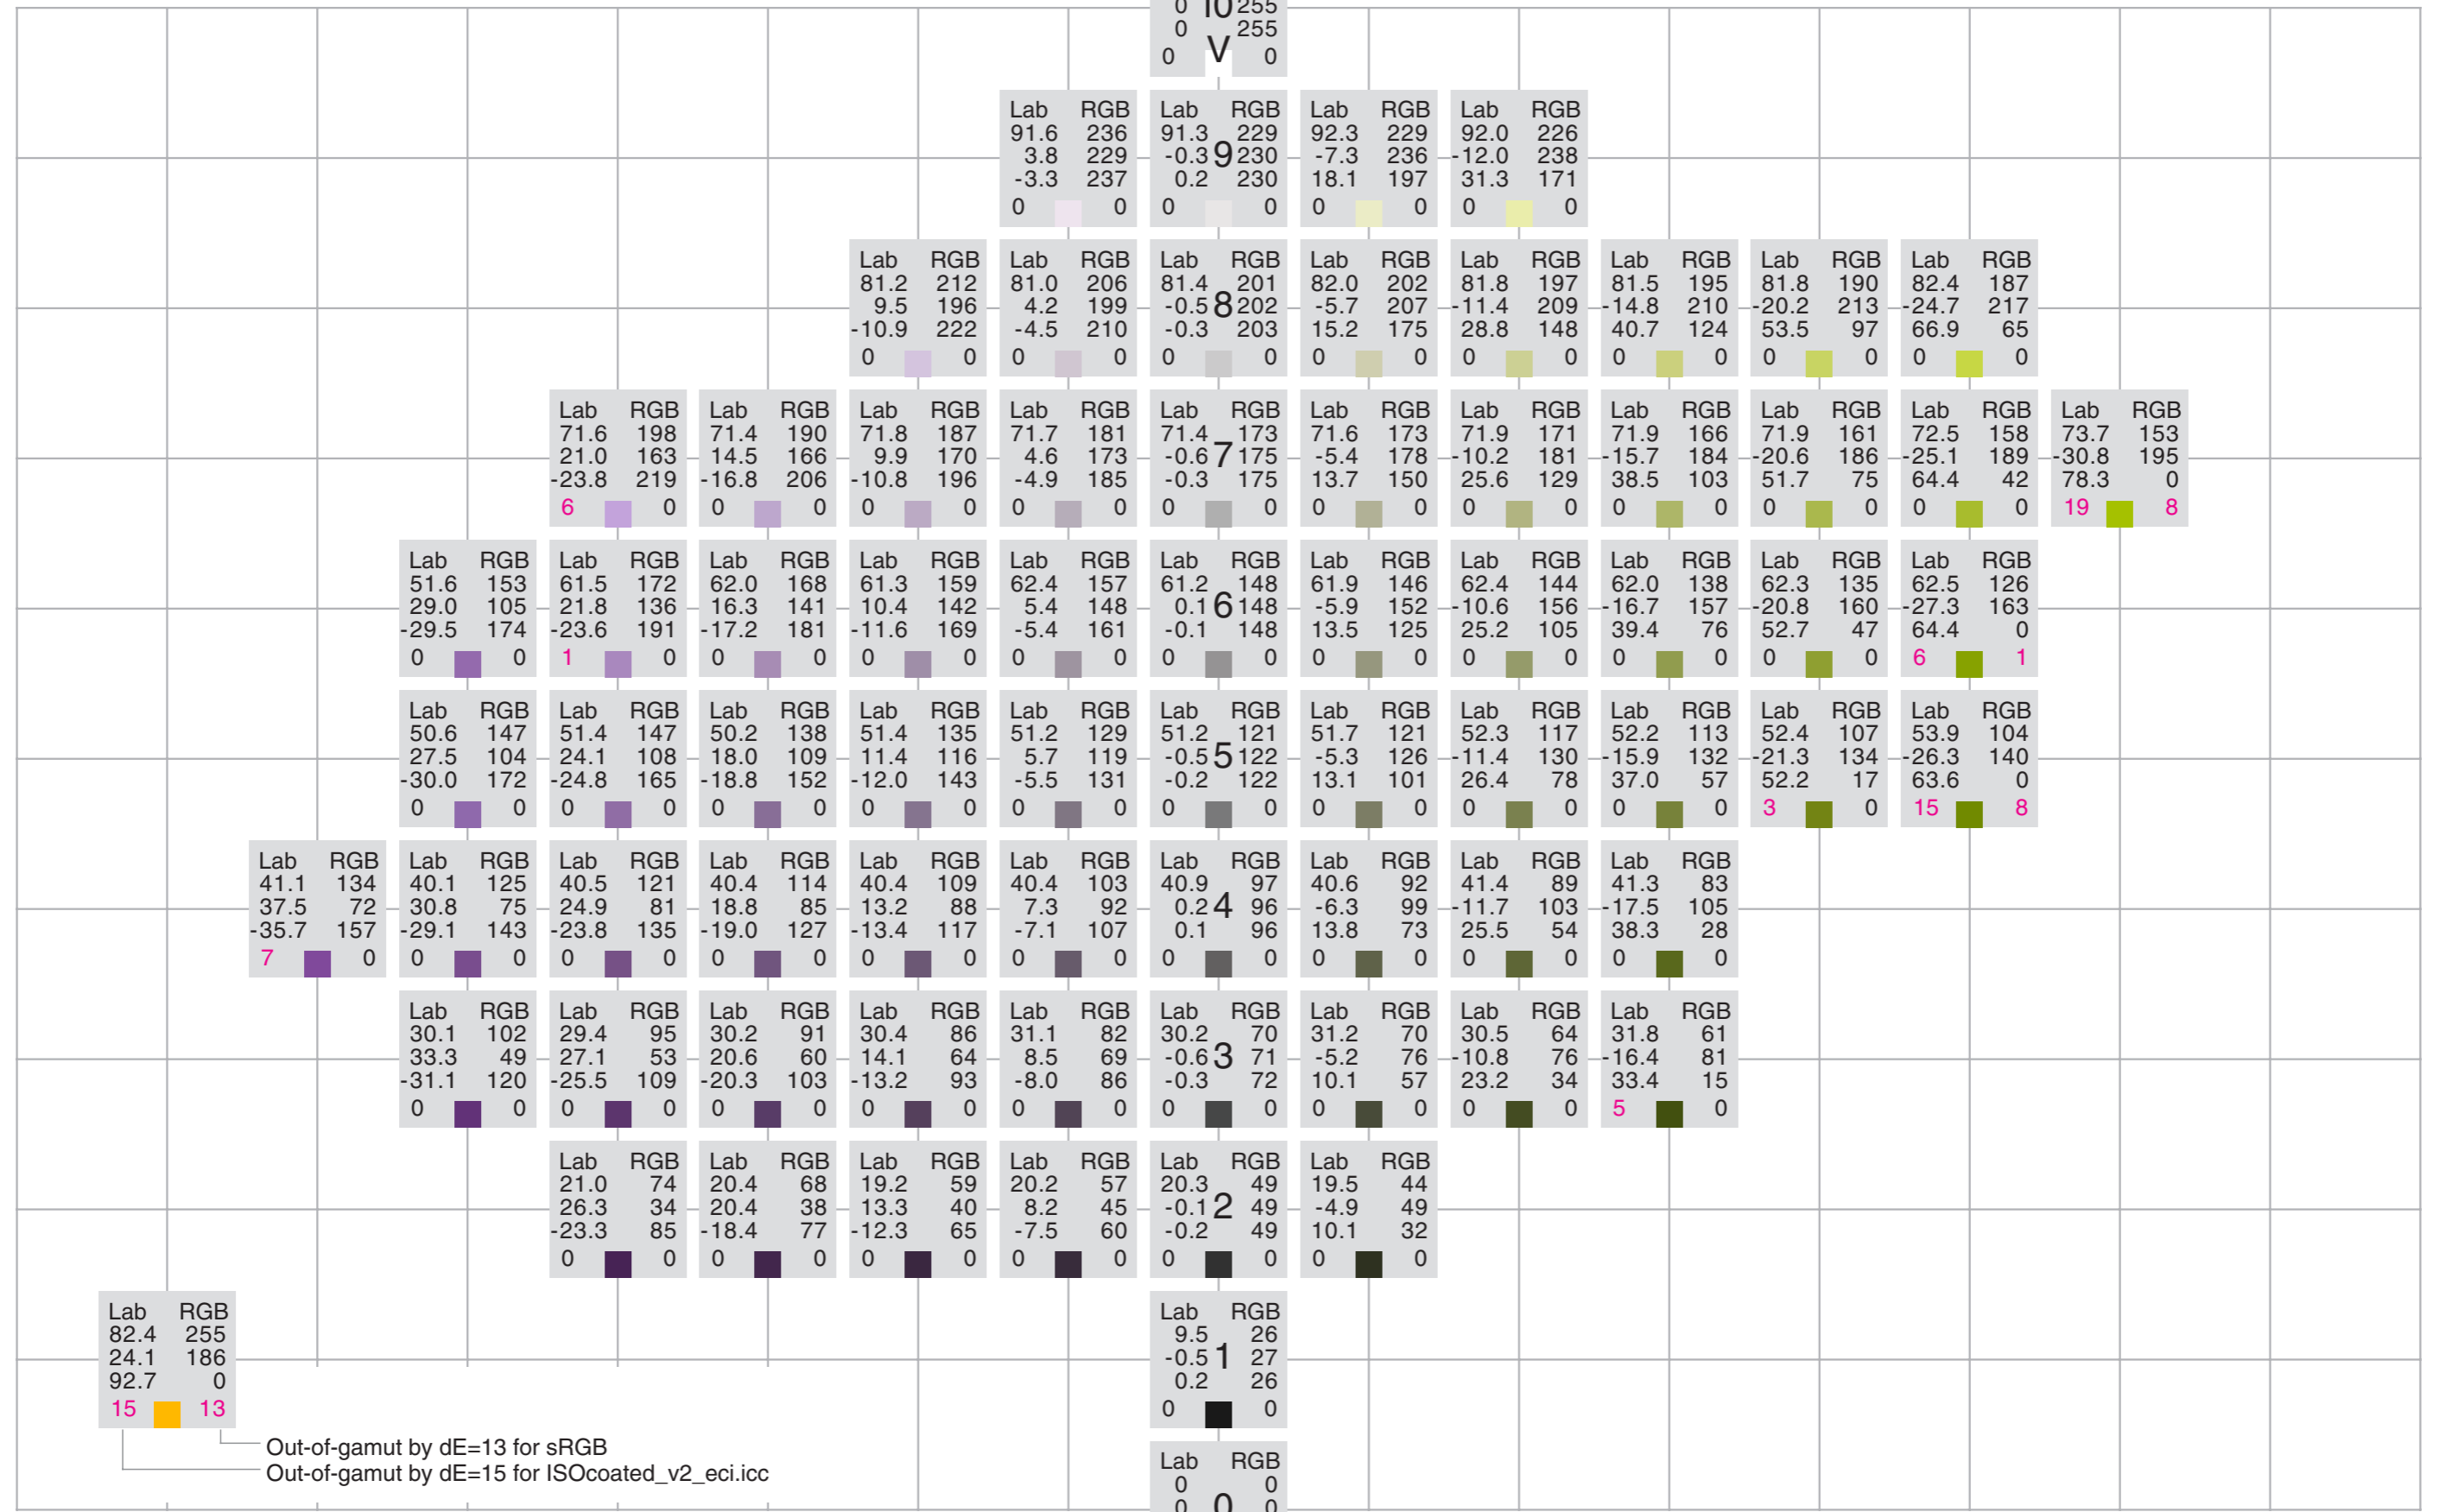 0 10 255
0 255
V
0 0
Lab RGB Lab RGB Lab RGB Lab RGB
91.6 236 91.3 229 92.3 229 92.0 226
3.8 229 -0.3 9 230 -7.3 236 -12.0 238
-3.3 237 0.2 230 18.1 197 31.3 171
0 0 0 0 0 0 0 0
Lab RGB Lab RGB Lab RGB Lab RGB Lab RGB Lab RGB Lab RGB Lab RGB
81.2 212 81.0 206 81.4 201 82.0 202 81.8 197 81.5 195 81.8 190 82.4 187
9.5 196 4.2 199 -0.5 8 202 -5.7 207 -11.4 209 -14.8 210 -20.2 213 -24.7 217
-10.9 222 -4.5 210 -0.3 203 15.2 175 28.8 148 40.7 124 53.5 97 66.9 65
0 0 0 0 0 0 0 0 0 0 0 0 0 0 0 0
Lab RGB Lab RGB Lab RGB Lab RGB Lab RGB Lab RGB Lab RGB Lab RGB Lab RGB Lab RGB Lab RGB
71.6 198 71.4 190 71.8 187 71.7 181 71.4 173 71.6 173 71.9 171 71.9 166 71.9 161 72.5 158 73.7 153
21.0 163 14.5 166 9.9 170 4.6 173 -0.6 7 175 -5.4 178 -10.2 181 -15.7 184 -20.6 186 -25.1 189 -30.8 195
-23.8 219 -16.8 206 -10.8 196 -4.9 185 -0.3 175 13.7 150 25.6 129 38.5 103 51.7 75 64.4 42 78.3 0
6 0 0 0 0 0 0 0 0 0 0 0 0 0 0 0 0 0 0 0 19 8
Lab RGB Lab RGB Lab RGB Lab RGB Lab RGB Lab RGB Lab RGB Lab RGB Lab RGB Lab RGB Lab RGB
51.6 153 61.5 172 62.0 168 61.3 159 62.4 157 61.2 148 61.9 146 62.4 144 62.0 138 62.3 135 62.5 126
29.0 105 21.8 136 16.3 141 10.4 142 5.4 148 0.1 6 148 -5.9 152 -10.6 156 -16.7 157 -20.8 160 -27.3 163
-29.5 174 -23.6 191 -17.2 181 -11.6 169 -5.4 161 -0.1 148 13.5 125 25.2 105 39.4 76 52.7 47 64.4 0
0 0 1 0 0 0 0 0 0 0 0 0 0 0 0 0 0 0 0 0 6 1
Lab RGB Lab RGB Lab RGB Lab RGB Lab RGB Lab RGB Lab RGB Lab RGB Lab RGB Lab RGB Lab RGB
50.6 147 51.4 147 50.2 138 51.4 135 51.2 129 51.2 121 51.7 121 52.3 117 52.2 113 52.4 107 53.9 104
27.5 104 24.1 108 18.0 109 11.4 116 5.7 119 -0.5 5 122 -5.3 126 -11.4 130 -15.9 132 -21.3 134 -26.3 140
-30.0 172 -24.8 165 -18.8 152 -12.0 143 -5.5 131 -0.2 122 13.1 101 26.4 78 37.0 57 52.2 17 63.6 0
0 0 0 0 0 0 0 0 0 0 0 0 0 0 0 0 0 0 3 0 15 8
Lab RGB Lab RGB Lab RGB Lab RGB Lab RGB Lab RGB Lab RGB Lab RGB Lab RGB Lab RGB
41.1 134 40.1 125 40.5 121 40.4 114 40.4 109 40.4 103 40.9 97 40.6 92 41.4 89 41.3 83
37.5 72 30.8 75 24.9 81 18.8 85 13.2 88 7.3 92 0.2 4 96 -6.3 99 -11.7 103 -17.5 105
-35.7 157 -29.1 143 -23.8 135 -19.0 127 -13.4 117 -7.1 107 0.1 96 13.8 73 25.5 54 38.3 28
7 0 0 0 0 0 0 0 0 0 0 0 0 0 0 0 0 0 0 0
Lab RGB Lab RGB Lab RGB Lab RGB Lab RGB Lab RGB Lab RGB Lab RGB Lab RGB
30.1 102 29.4 95 30.2 91 30.4 86 31.1 82 30.2 70 31.2 70 30.5 64 31.8 61
33.3 49 27.1 53 20.6 60 14.1 64 8.5 69 -0.6 3 71 -5.2 76 -10.8 76 -16.4 81
-31.1 120 -25.5 109 -20.3 103 -13.2 93 -8.0 86 -0.3 72 10.1 57 23.2 34 33.4 15
0 0 0 0 0 0 0 0 0 0 0 0 0 0 0 0 5 0
Lab RGB Lab RGB Lab RGB Lab RGB Lab RGB Lab RGB
21.0 74 20.4 68 19.2 59 20.2 57 20.3 49 19.5 44
26.3 34 20.4 38 13.3 40 8.2 45 -0.1 2 49 -4.9 49
-23.3 85 -18.4 77 -12.3 65 -7.5 60 -0.2 49 10.1 32
0 0 0 0 0 0 0 0 0 0 0 0
Lab RGB Lab RGB
82.4 255 9.5 26
24.1 186 -0.5 1 27
92.7 0 0.2 26
15 13 0 0
Out-of-gamut by dE=13 for sRGB
Out-of-gamut by dE=15 for ISOcoated_v2_eci.icc
Lab RGB
0 0
0 0 0